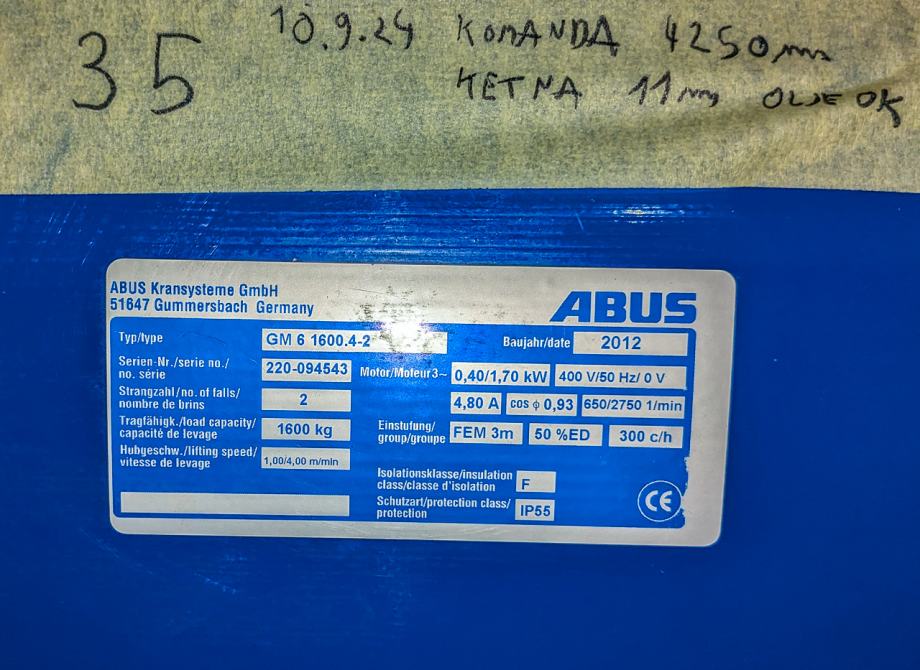 35 10.9.24 KOMANDA 4250mm
KETNA 11mm OLJE OK
ABUS Kransysteme GmbH
51647 Gummersbach Germany
ABUS
Typ/type GM 6 1600.4-2 Baujahr/date 2012
Serien-Nr./serie no./
no. série
220-094543 Motor/Moteur3~ 0,40/1,70 kW 400 V/50 Hz/ 0 V
Strangzahl/no. of falls/
nombre de brins
2 4,80 A cos φ 0,93 650/2750 1/min
Tragfähigk./load capacity/
capacité de levage
1600 kg Einstufung/
group/groupe
FEM 3m 50 %ED 300 c/h
Hubgeschw./lifting speed/
vitesse de levage
1,00/4,00 m/min
Isolationsklasse/insulation
class/classe d'isolation
F
Schutzart/protection class/
protection
IP55
CE